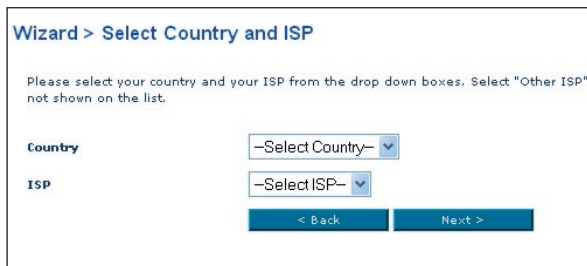 Wizard > Select Country and ISP
Please select your country and your ISP from the drop down boxes. Select "Other ISP"
not shown on the list.
Country
--Select Country--
ISP
--Select ISP--
< Back Next >